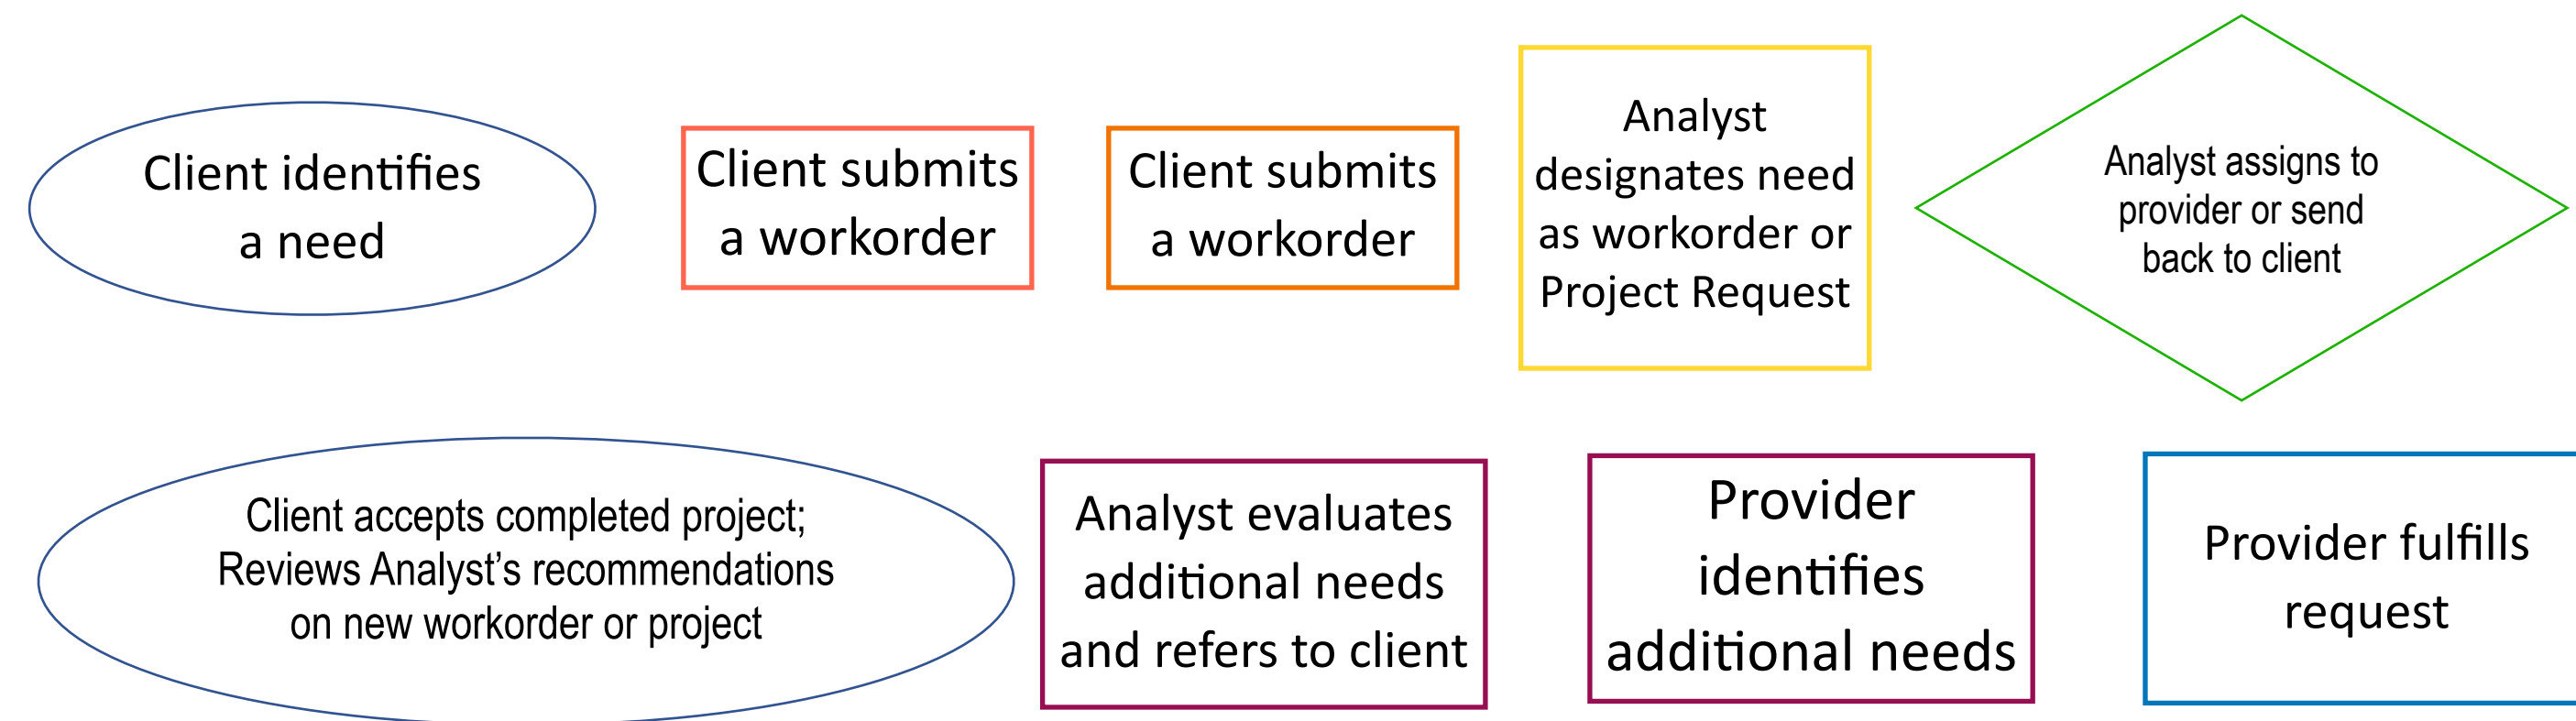 Client identifies
a need
Client submits
a workorder
Client submits
a workorder
Analyst
designates need
as workorder or
Project Request
Analyst assigns to
provider or send
back to client
Client accepts completed project;
Reviews Analyst’s recommendations
on new workorder or project
Analyst evaluates
additional needs
and refers to client
Provider
identifies
additional needs
Provider fulfills
request